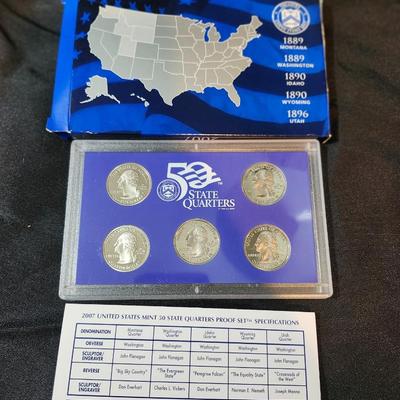 1889
MONTANA
1889
WASHINGTON
1890
IDAHO
1890
WYOMING
1896
UTAH
2007
50
STATE
QUARTERS
2007 UNITED STATES MINT 50 STATE QUARTERS PROOF SET™ SPECIFICATIONS
DENOMINATION Montana Quarter Washington Quarter Idaho Quarter Wyoming Quarter Utah Quarter
OBVERSE Washington Washington Washington Washington Washington
SCULPTOR/ENGRAVER John Flanagan John Flanagan John Flanagan John Flanagan John Flanagan
REVERSE "Big Sky Country" "The Evergreen State" "Peregrine Falcon" "The Equality State" "Crossroads of the West"
SCULPTOR/ENGRAVER Don Everhart Charles L. Vickers Don Everhart Norman E. Nemeth Joseph Menna